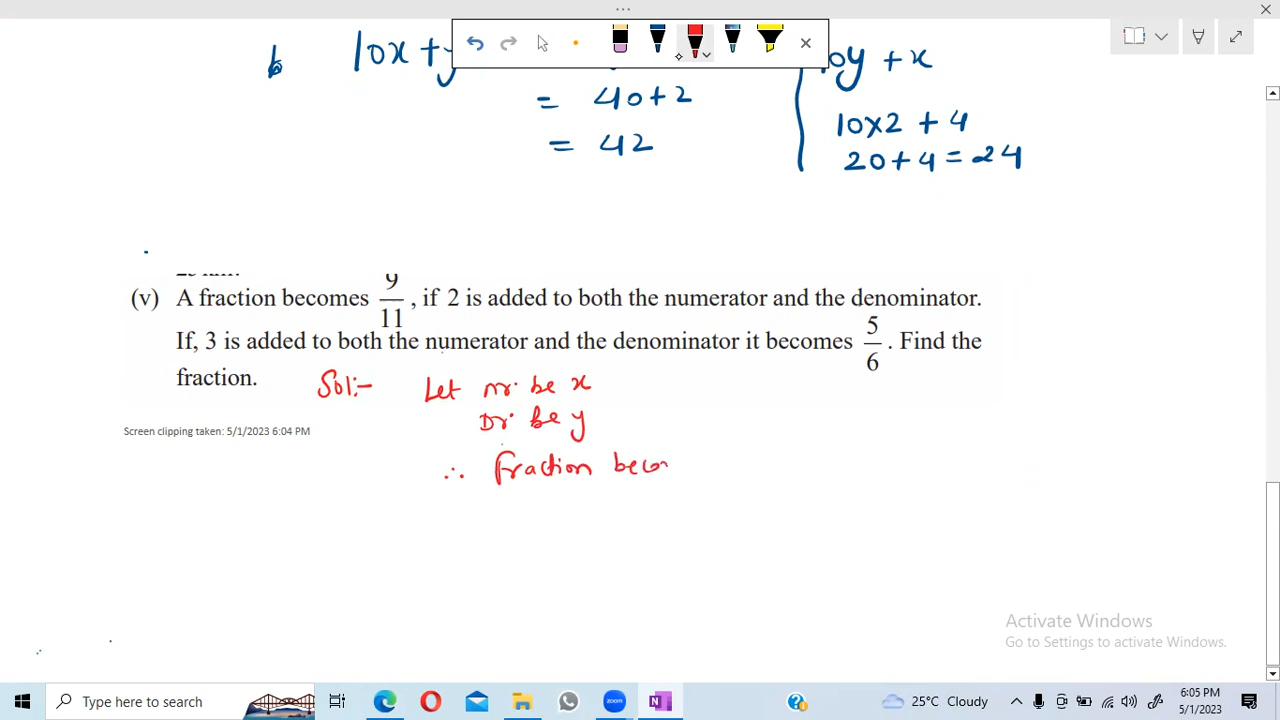 10x + y
10y + x
= 40 + 2
10x2 + 4
= 42
20 + 4 = 24
(v) A fraction becomes 9/11, if 2 is added to both the numerator and the denominator.
If, 3 is added to both the numerator and the denominator it becomes 5/6. Find the
fraction.
Sol:- Let nr. be x
Dr. be y
Screen clipping taken: 5/1/2023 6:04 PM
∴ Fraction beco
Activate Windows
Go to Settings to activate Windows.
Type here to search
25°C Cloudy
6:05 PM
5/1/2023